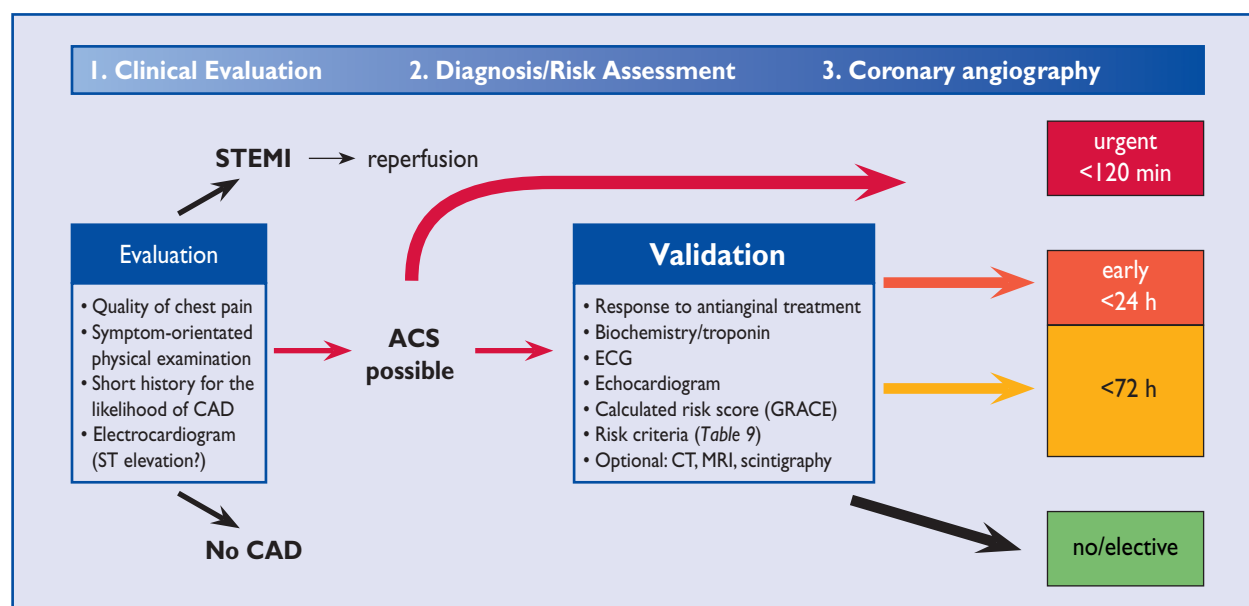 1. Clinical Evaluation
2. Diagnosis/Risk Assessment
3. Coronary angiography
STEMI
reperfusion
urgent
<120 min
Evaluation
• Quality of chest pain
• Symptom-orientated
physical examination
• Short history for the
likelihood of CAD
• Electrocardiogram
(ST elevation?)
ACS
possible
Validation
• Response to antianginal treatment
• Biochemistry/troponin
• ECG
• Echocardiogram
• Calculated risk score (GRACE)
• Risk criteria (Table 9)
• Optional: CT, MRI, scintigraphy
early
<24 h
<72 h
No CAD
no/elective